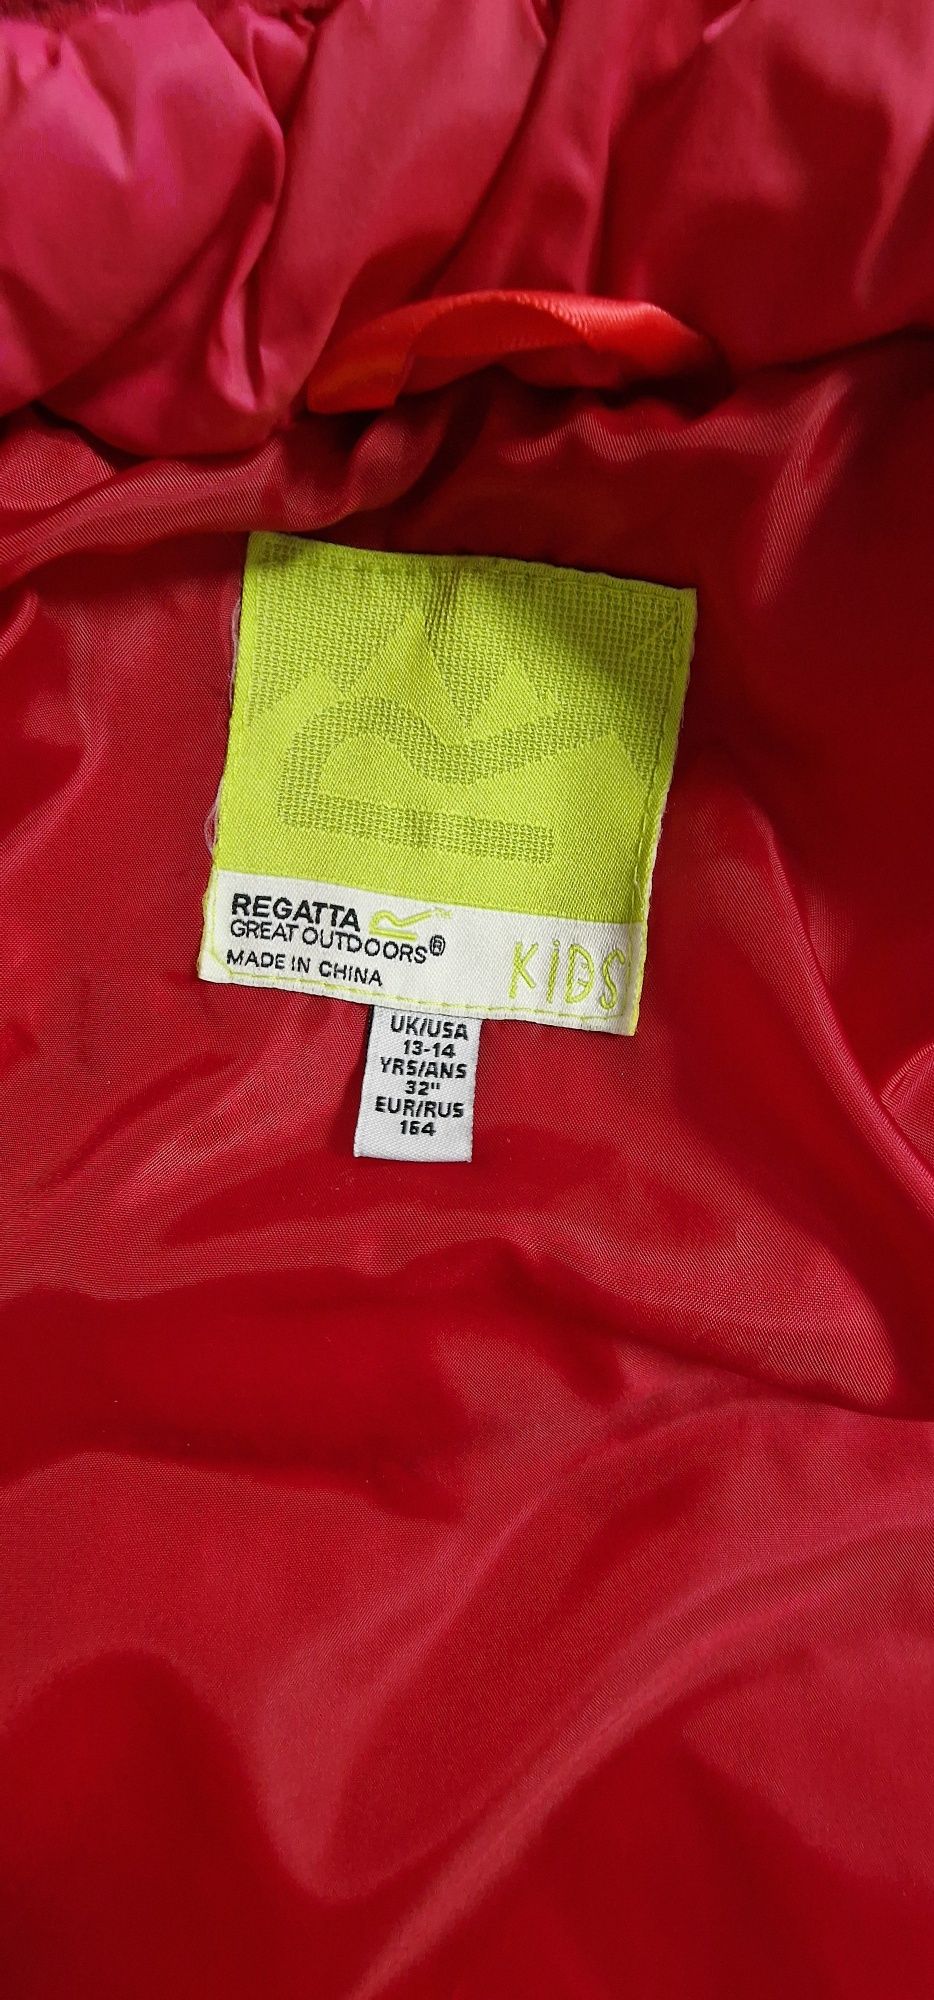 REGATTA
GREAT OUTDOORS®
MADE IN CHINA
KiDS
UK/USA
13-14
YRS/ANS
32"
EUR/RUS
164